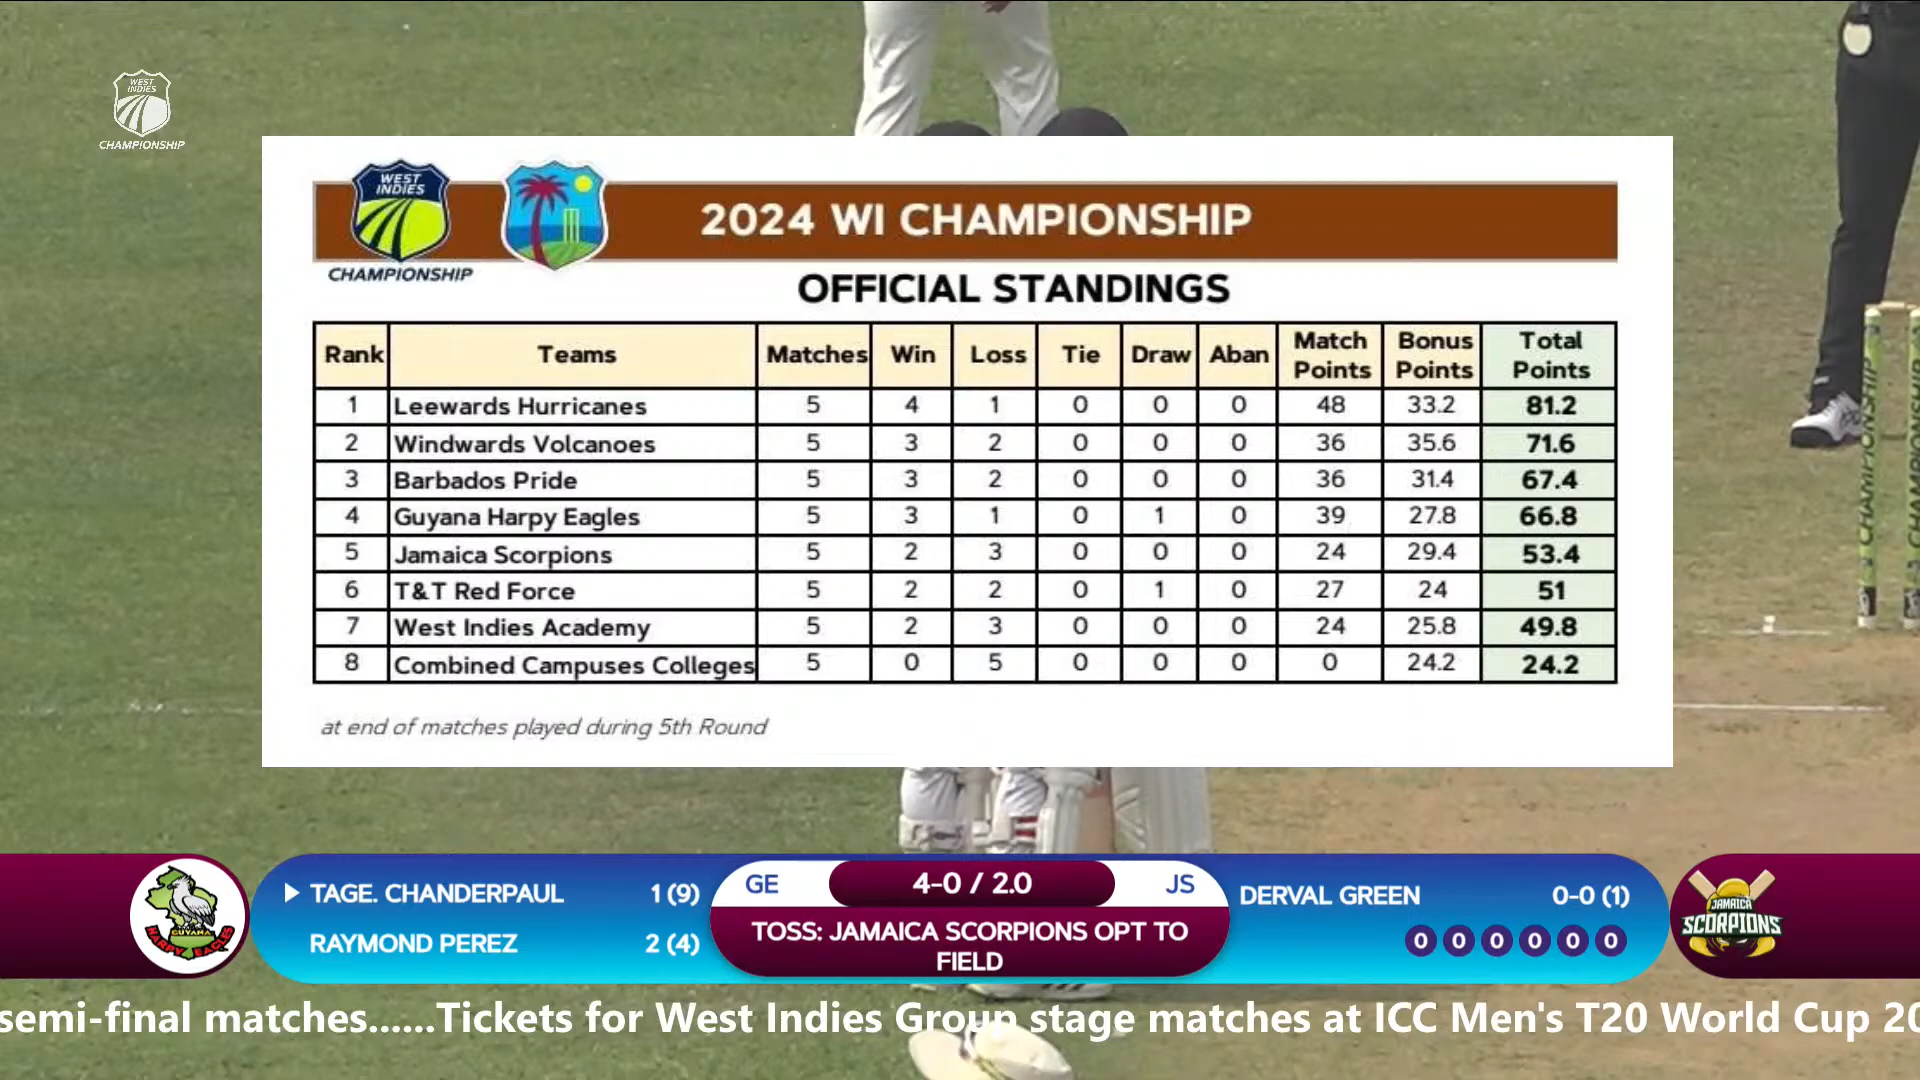 WEST
INDIES
CHAMPIONSHIP
WEST
INDIES
CHAMPIONSHIP
2024 WI CHAMPIONSHIP
OFFICIAL STANDINGS
Rank Teams Matches Win Loss Tie Draw Aban Match Points Bonus Points Total Points
1 Leewards Hurricanes 5 4 1 0 0 0 48 33.2 81.2
2 Windwards Volcanoes 5 3 2 0 0 0 36 35.6 71.6
3 Barbados Pride 5 3 2 0 0 0 36 31.4 67.4
4 Guyana Harpy Eagles 5 3 1 0 1 0 39 27.8 66.8
5 Jamaica Scorpions 5 2 3 0 0 0 24 29.4 53.4
6 T&T Red Force 5 2 2 0 1 0 27 24 51
7 West Indies Academy 5 2 3 0 0 0 24 25.8 49.8
8 Combined Campuses Colleges 5 0 5 0 0 0 0 24.2 24.2
at end of matches played during 5th Round
CHAMPIONSHIP
CHAMPIONSHIP
GUYANA
HARPY EAGLES
TAGE. CHANDERPAUL 1 (9)
RAYMOND PEREZ 2 (4)
GE 4-0 / 2.0 JS
TOSS: JAMAICA SCORPIONS OPT TO
FIELD
DERVAL GREEN 0-0 (1)
0 0 0 0 0 0
JAMAICA
SCORPIONS
semi-final matches......Tickets for West Indies Group stage matches at ICC Men's T20 World Cup 20